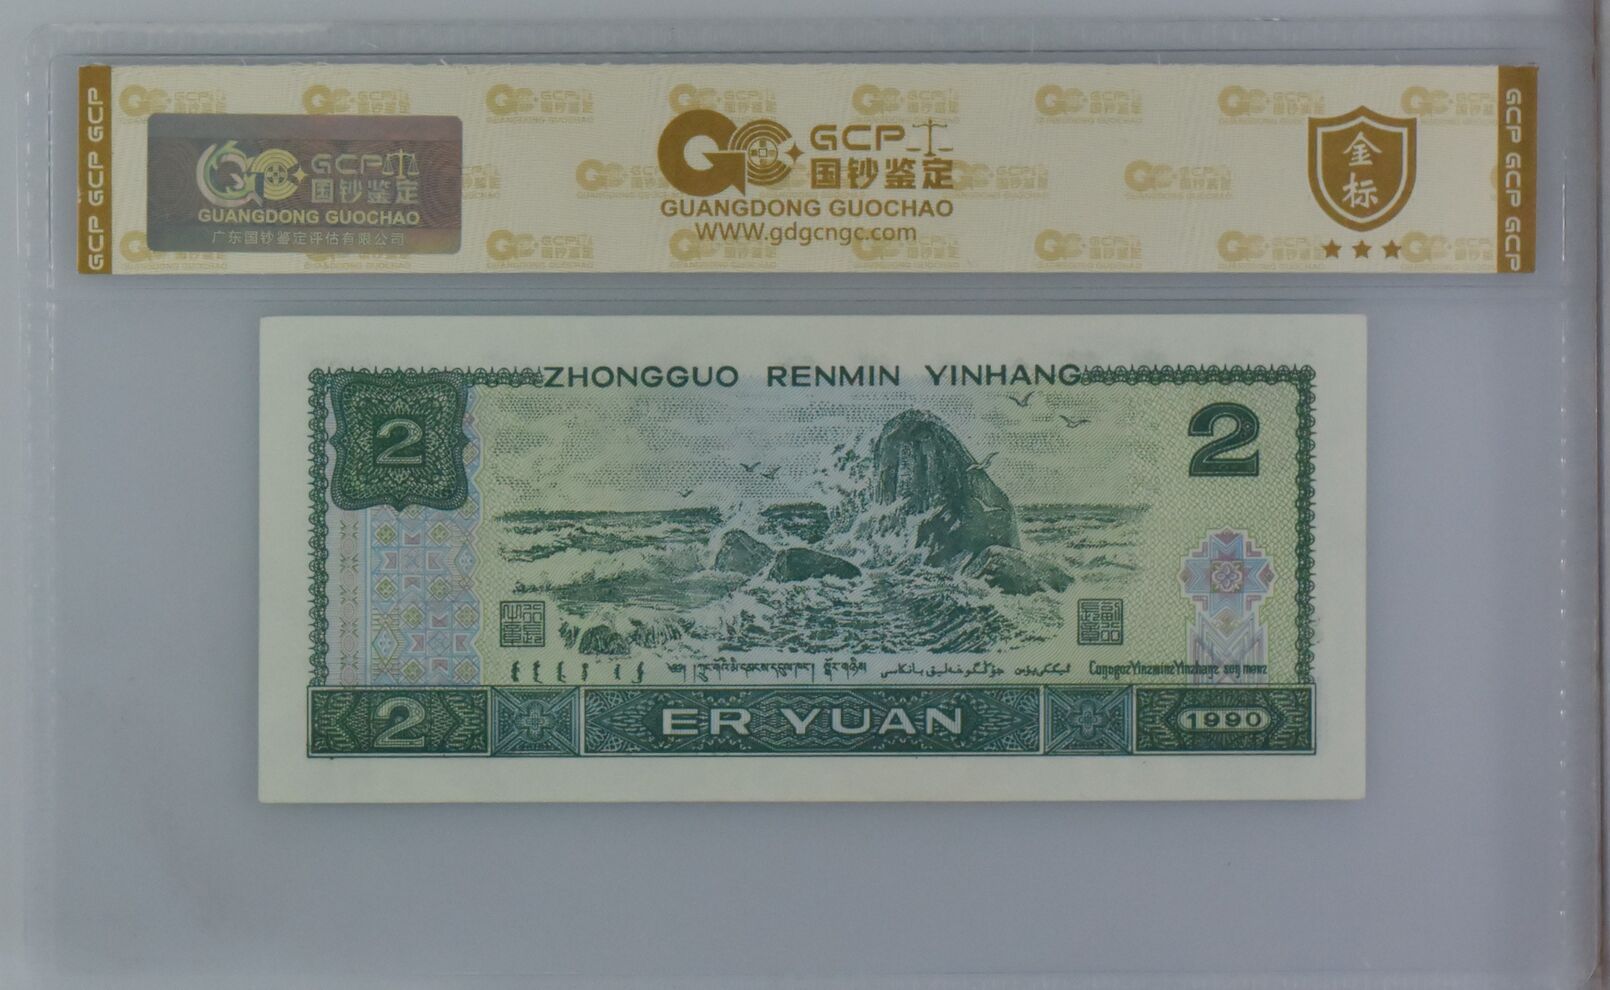 GCP GCP GCP
GCP
国钞鉴定
GUANGDONG GUOCHAO
广东国钞鉴定评估有限公司
GCP
国钞鉴定
GUANGDONG GUOCHAO
WWW.gdgcngc.com
金
标
GCP GCP GCP
ZHONGGUO RENMIN YINHANG
2
2
2
ER YUAN
1990